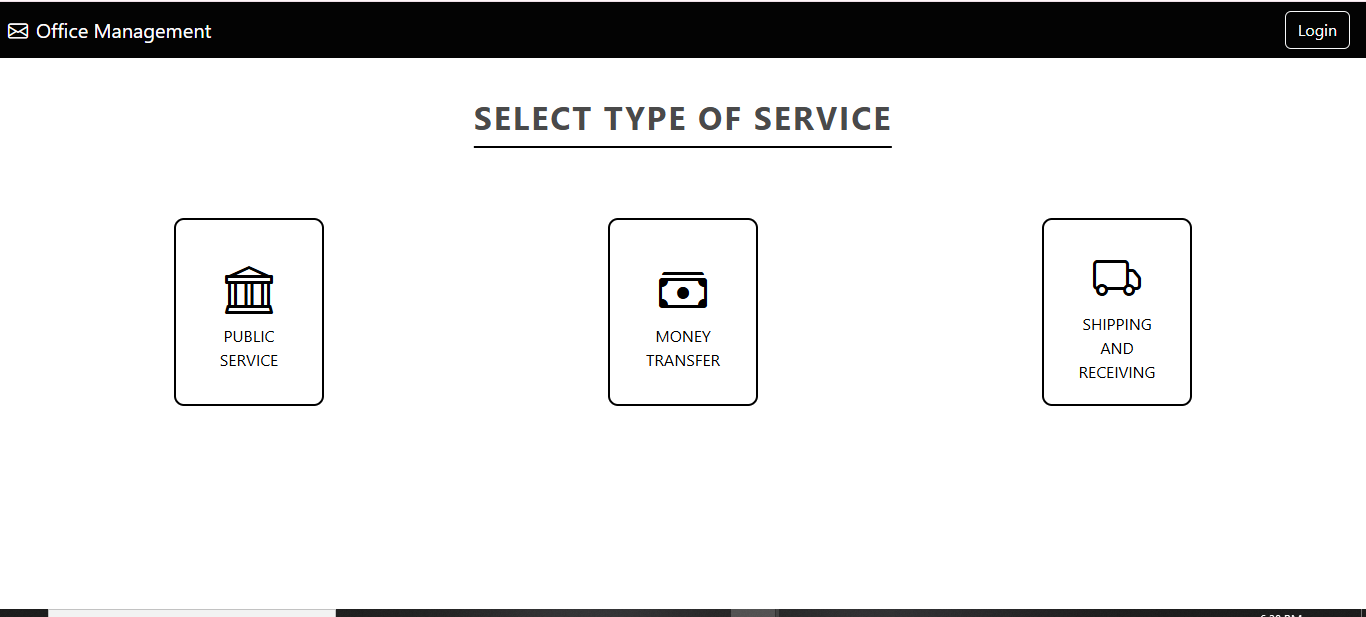 Office Management
Login
SELECT TYPE OF SERVICE
PUBLIC
SERVICE
MONEY
TRANSFER
SHIPPING
AND
RECEIVING